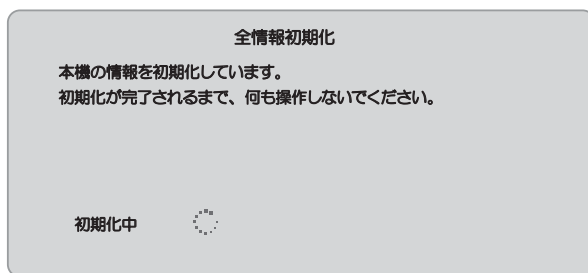 全情報初期化
本機の情報を初期化しています。
初期化が完了されるまで、何も操作しないでください。
初期化中